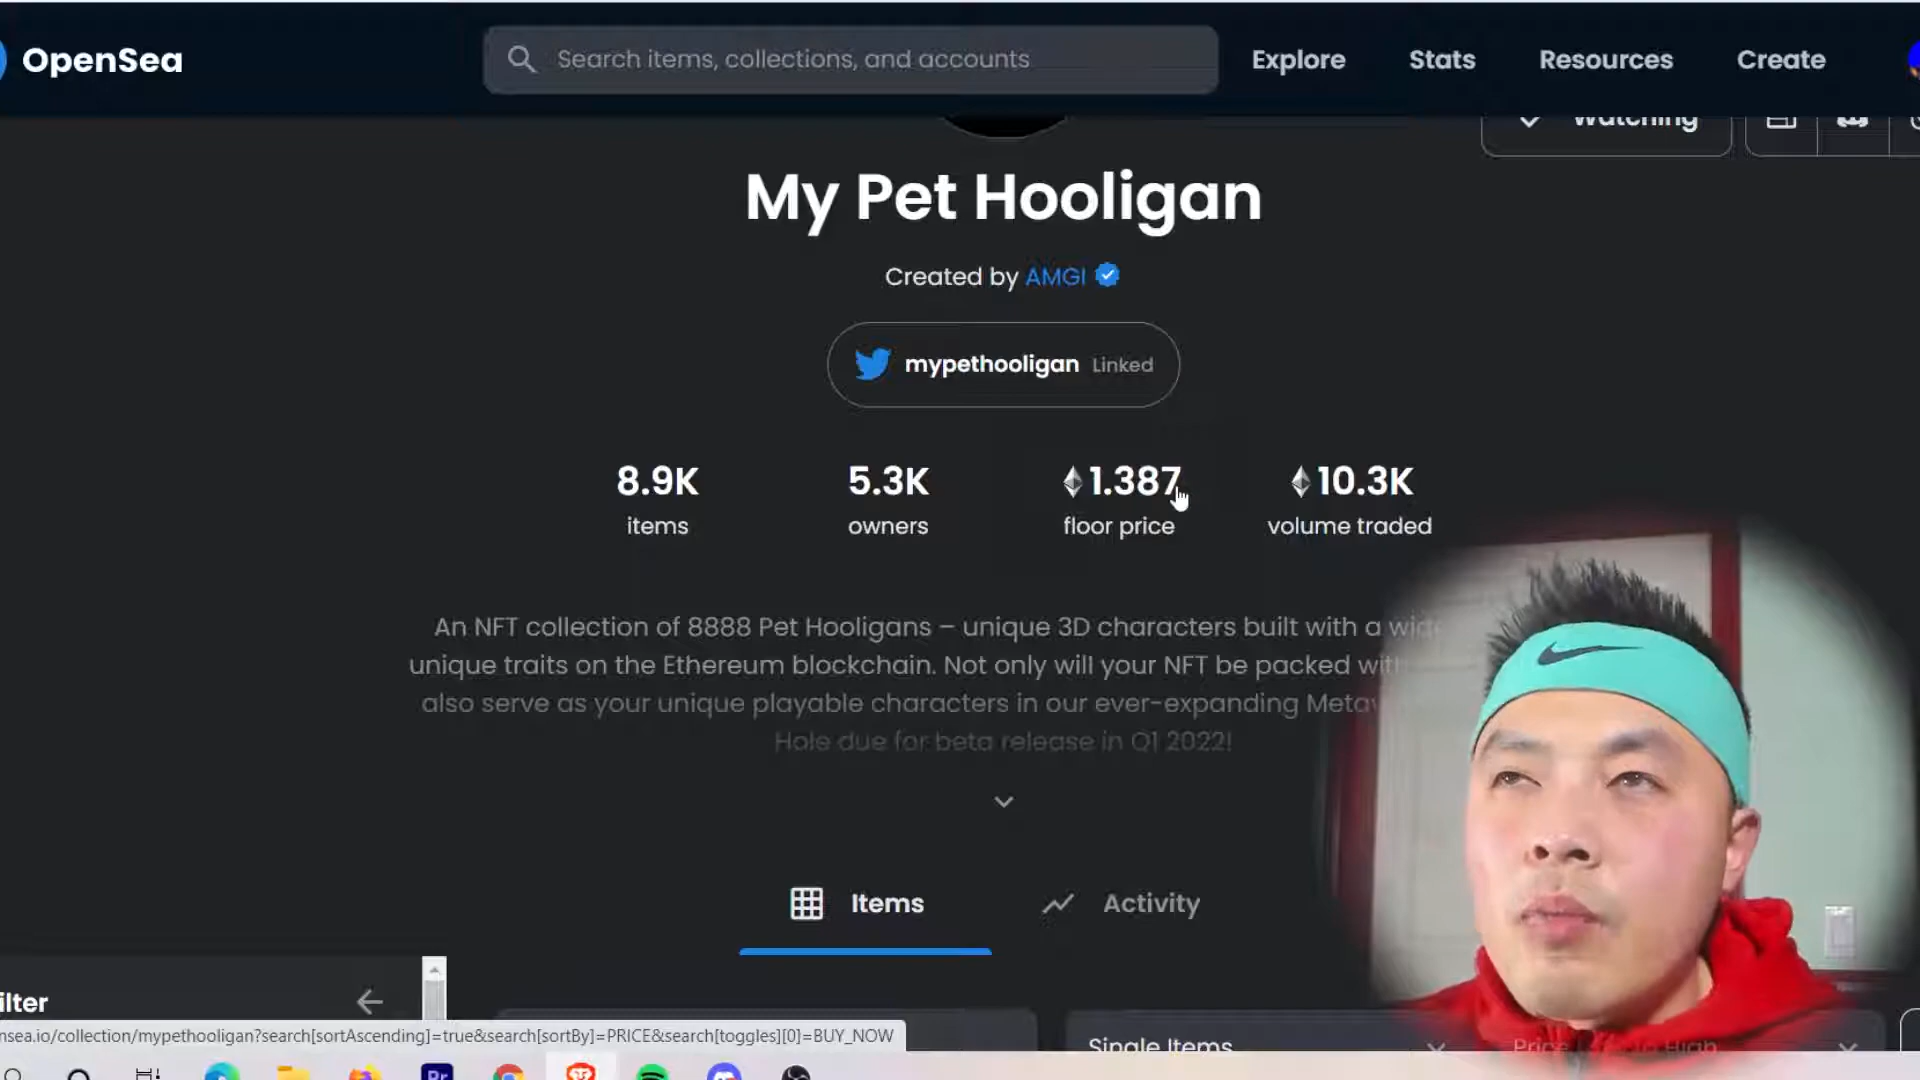 OpenSea
Search items, collections, and accounts
Explore
Stats
Resources
Create
Watching
My Pet Hooligan
Created by AMGI
mypethooligan Linked
8.9K
items
5.3K
owners
1.387
floor price
10.3K
volume traded
An NFT collection of 8888 Pet Hooligans – unique 3D characters built with a wide
unique traits on the Ethereum blockchain. Not only will your NFT be packed with
also serve as your unique playable characters in our ever-expanding Metav
Hole due for beta release in Q1 2022!
Items
Activity
ilter
nsea.io/collection/mypethooligan?search[sortAscending]=true&search[sortBy]=PRICE&search[toggles][0]=BUY_NOW
Single Items
Pr